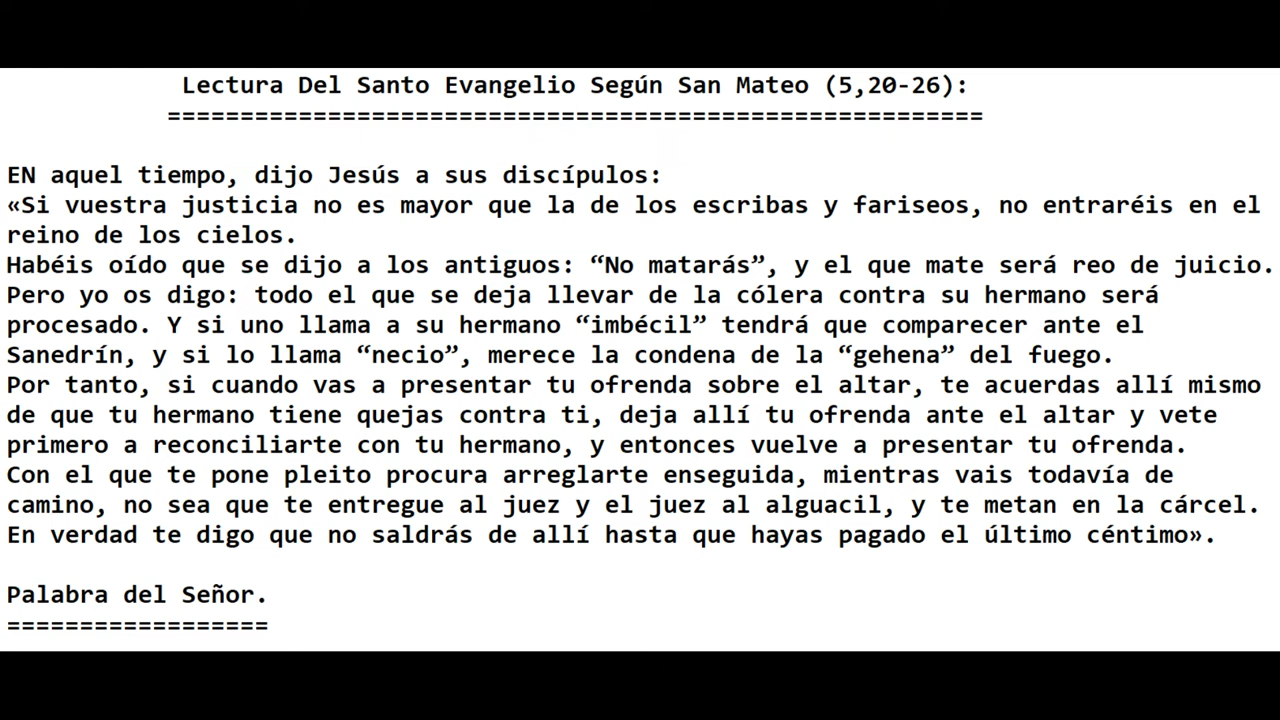 Lectura Del Santo Evangelio Según San Mateo (5,20-26):
========================================================
EN aquel tiempo, dijo Jesús a sus discípulos:
«Si vuestra justicia no es mayor que la de los escribas y fariseos, no entraréis en el
reino de los cielos.
Habéis oído que se dijo a los antiguos: “No matarás”, y el que mate será reo de juicio.
Pero yo os digo: todo el que se deja llevar de la cólera contra su hermano será
procesado. Y si uno llama a su hermano “imbécil” tendrá que comparecer ante el
Sanedrín, y si lo llama “necio”, merece la condena de la “gehena” del fuego.
Por tanto, si cuando vas a presentar tu ofrenda sobre el altar, te acuerdas allí mismo
de que tu hermano tiene quejas contra ti, deja allí tu ofrenda ante el altar y vete
primero a reconciliarte con tu hermano, y entonces vuelve a presentar tu ofrenda.
Con el que te pone pleito procura arreglarte enseguida, mientras vais todavía de
camino, no sea que te entregue al juez y el juez al alguacil, y te metan en la cárcel.
En verdad te digo que no saldrás de allí hasta que hayas pagado el último céntimo».
Palabra del Señor.
==================